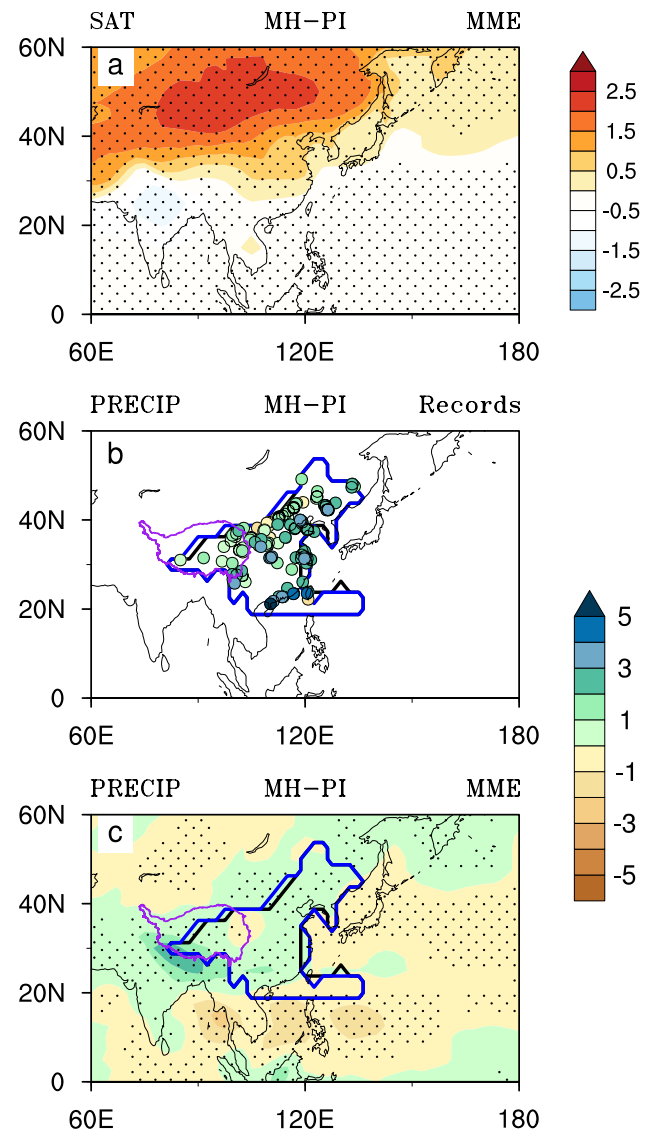 SAT MH-PI MME
a
60N
40N
20N
0
60E 120E 180
2.5
1.5
0.5
-0.5
-1.5
-2.5
PRECIP MH-PI Records
b
60N
40N
20N
0
60E 120E 180
5
3
1
-1
-3
-5
PRECIP MH-PI MME
c
60N
40N
20N
0
60E 120E 180